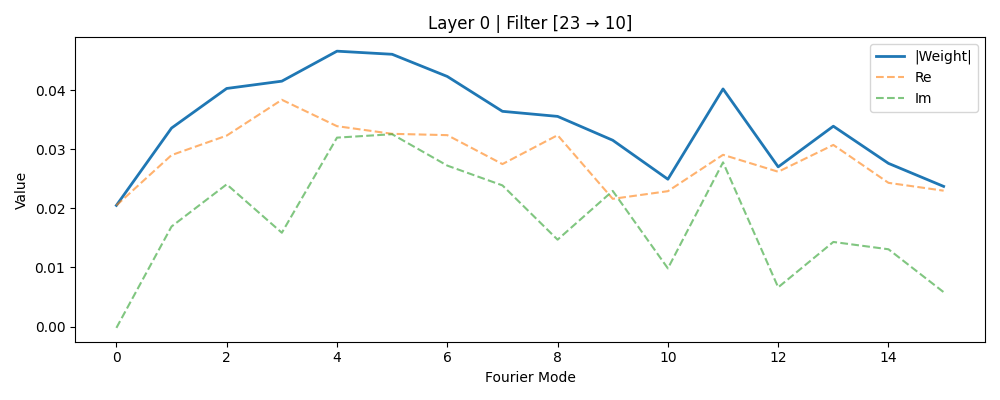 Layer 0 | Filter [23 → 10]
|Weight|
Re
Im
Value
0.04
0.03
0.02
0.01
0.00
0 2 4 6 8 10 12 14
Fourier Mode